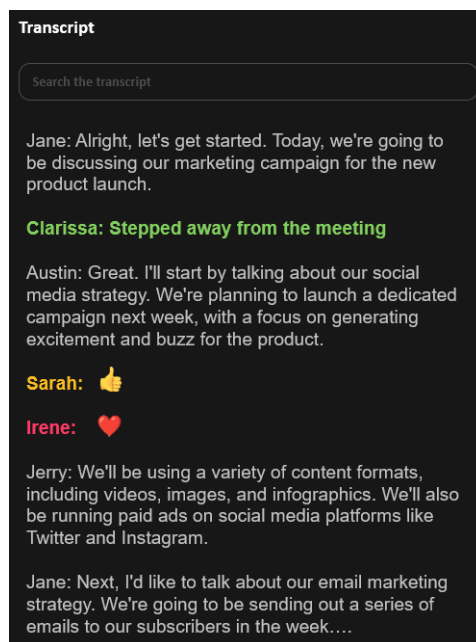 Transcript
Search the transcript
Jane: Alright, let's get started. Today, we're going to
be discussing our marketing campaign for the new
product launch.
Clarissa: Stepped away from the meeting
Austin: Great. I'll start by talking about our social
media strategy. We're planning to launch a dedicated
campaign next week, with a focus on generating
excitement and buzz for the product.
Sarah: 👍
Irene: ❤️
Jerry: We'll be using a variety of content formats,
including videos, images, and infographics. We'll also
be running paid ads on social media platforms like
Twitter and Instagram.
Jane: Next, I'd like to talk about our email marketing
strategy. We're going to be sending out a series of
emails to our subscribers in the week….